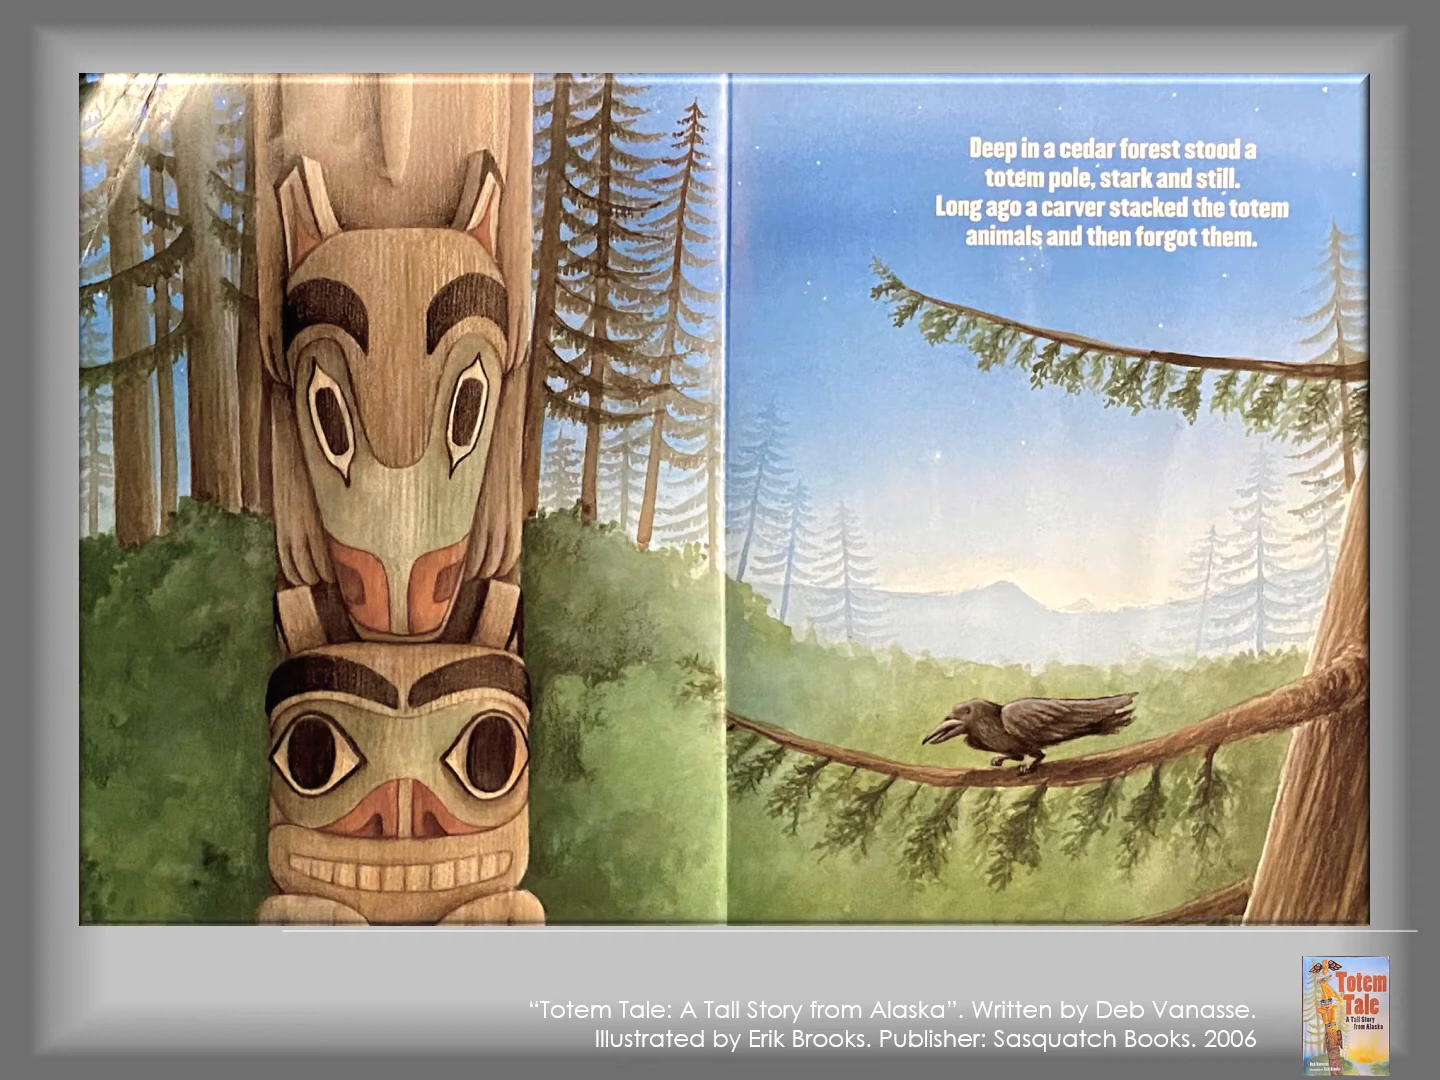 Deep in a cedar forest stood a
totem pole, stark and still.
Long ago a carver stacked the totem
animals and then forgot them.
“Totem Tale: A Tall Story from Alaska”. Written by Deb Vanasse.
Illustrated by Erik Brooks. Publisher: Sasquatch Books. 2006
Totem
Tale
A Tall Story
from Alaska